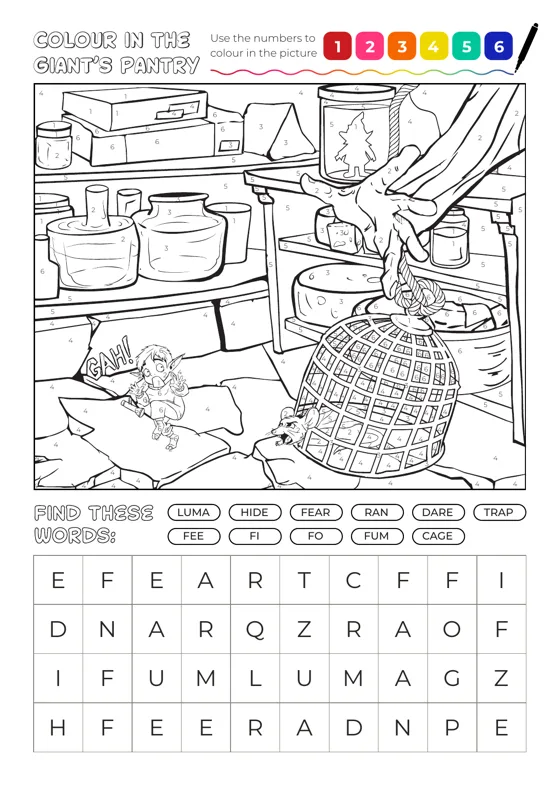 COLOUR IN THE
GIANT'S PANTRY
Use the numbers to
colour in the picture
1 2 3 4 5 6
GAH!
FIND THESE
WORDS:
LUMA HIDE FEAR RAN DARE TRAP
FEE FI FO FUM CAGE
E F E A R T C F F I
D N A R Q Z R A O F
I F U M L U M A G Z
H F E E R A D N P E